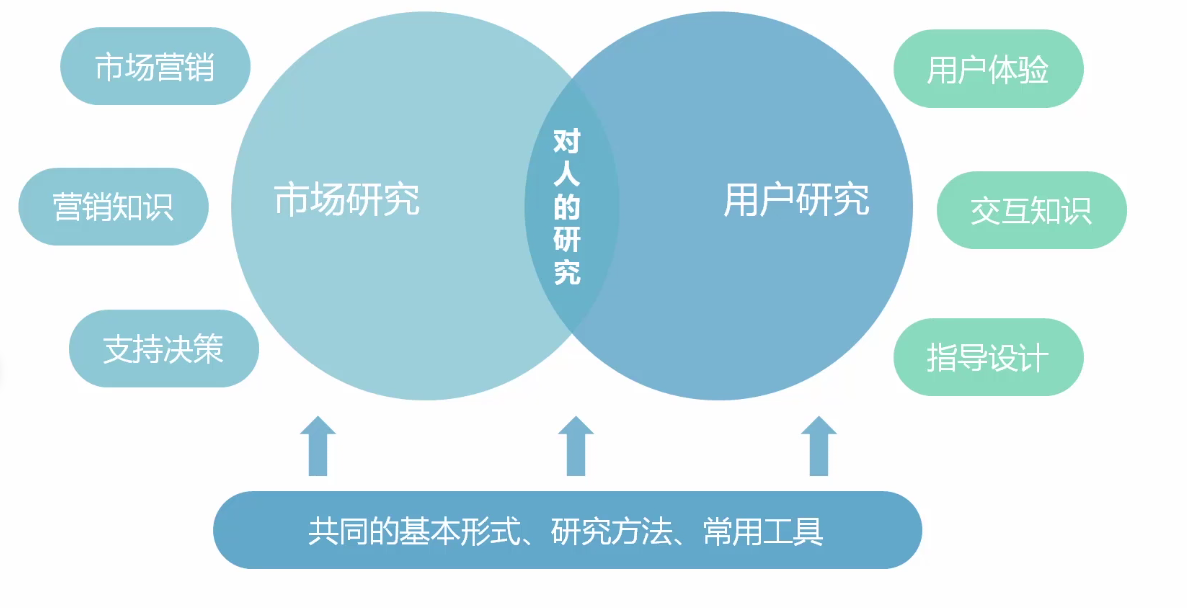 市场营销
营销知识
支持决策
市场研究
对人的研究
用户研究
用户体验
交互知识
指导设计
共同的基本形式、研究方法、常用工具